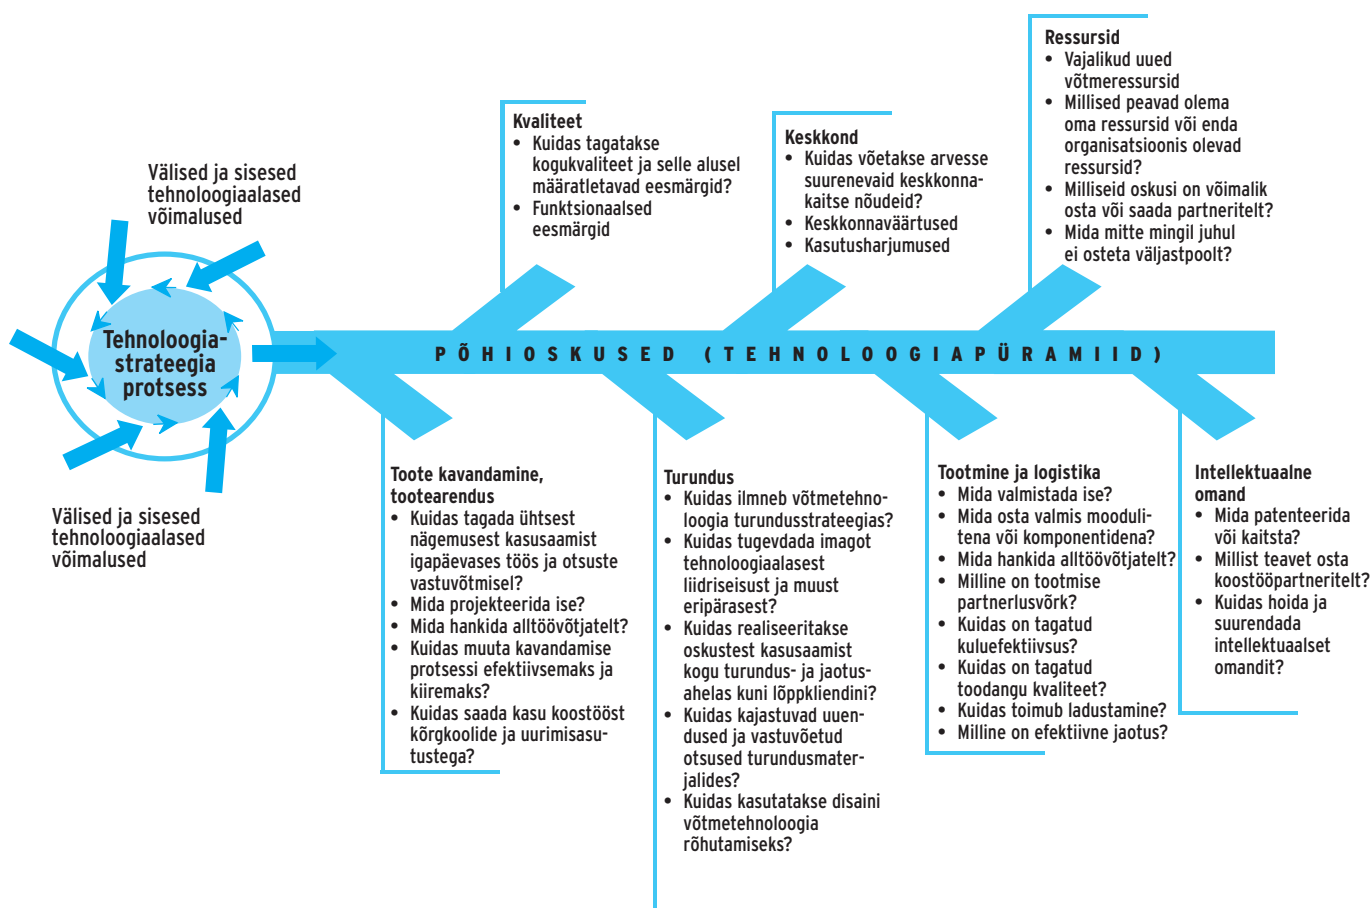 Välised ja sisesed
tehnoloogiaalased
võimalused
Tehnoloogia-
strateegia
protsess
Välised ja sisesed
tehnoloogiaalased
võimalused
Kvaliteet
• Kuidas tagatakse
kogukvaliteet ja selle alusel
määratletavad eesmärgid?
• Funktsionaalsed
eesmärgid
Keskkond
• Kuidas võetakse arvesse
suurenevaid keskkonna-
kaitse nõudeid?
• Keskkonnaväärtused
• Kasutusharjumused
Ressursid
• Vajalikud uued
võtmeressursid
• Millised peavad olema
oma ressursid või enda
organisatsioonis olevad
ressursid?
• Milliseid oskusi on võimalik
osta või saada partneritelt?
• Mida mitte mingil juhul
ei osteta väljastpoolt?
PÕHIOSKUSED (TEHNOLOOGIAPÜRAMIID)
Toote kavandamine,
tootearendus
• Kuidas tagada ühtsest
nägemusest kasusaamist
igapäevases töös ja otsuste
vastuvõtmisel?
• Mida projekteerida ise?
• Mida hankida alltöövõtjatelt?
• Kuidas muuta kavandamise
protsessi efektiivsemaks ja
kiiremaks?
• Kuidas saada kasu koostööst
kõrgkoolide ja uurimisasu-
tustega?
Turundus
• Kuidas ilmneb võtmetehno-
loogia turundusstrateegias?
• Kuidas tugevdada imagot
tehnoloogiaalasest
liidriseisust ja muust
eripärasest?
• Kuidas realiseeritakse
oskustest kasusaamist
kogu turundus- ja jaotus-
ahelas kuni lõppkliendini?
• Kuidas kajastuvad uuen-
dused ja vastuvõetud
otsused turundusmater-
jalides?
• Kuidas kasutatakse disaini
võtmetehnoloogia
rõhutamiseks?
Tootmine ja logistika
• Mida valmistada ise?
• Mida osta valmis mooduli-
tena või komponentidena?
• Mida hankida alltöövõtjatelt?
• Milline on tootmise
partnerlusvõrk?
• Kuidas on tagatud
kuluefektiivsus?
• Kuidas on tagatud
toodangu kvaliteet?
• Kuidas toimub ladustamine?
• Milline on efektiivne jaotus?
Intellektuaalne
omand
• Mida patenteerida
või kaitsta?
• Millist teavet osta
koostööpartneritelt?
• Kuidas hoida ja
suurendada
intellektuaalset
omandit?